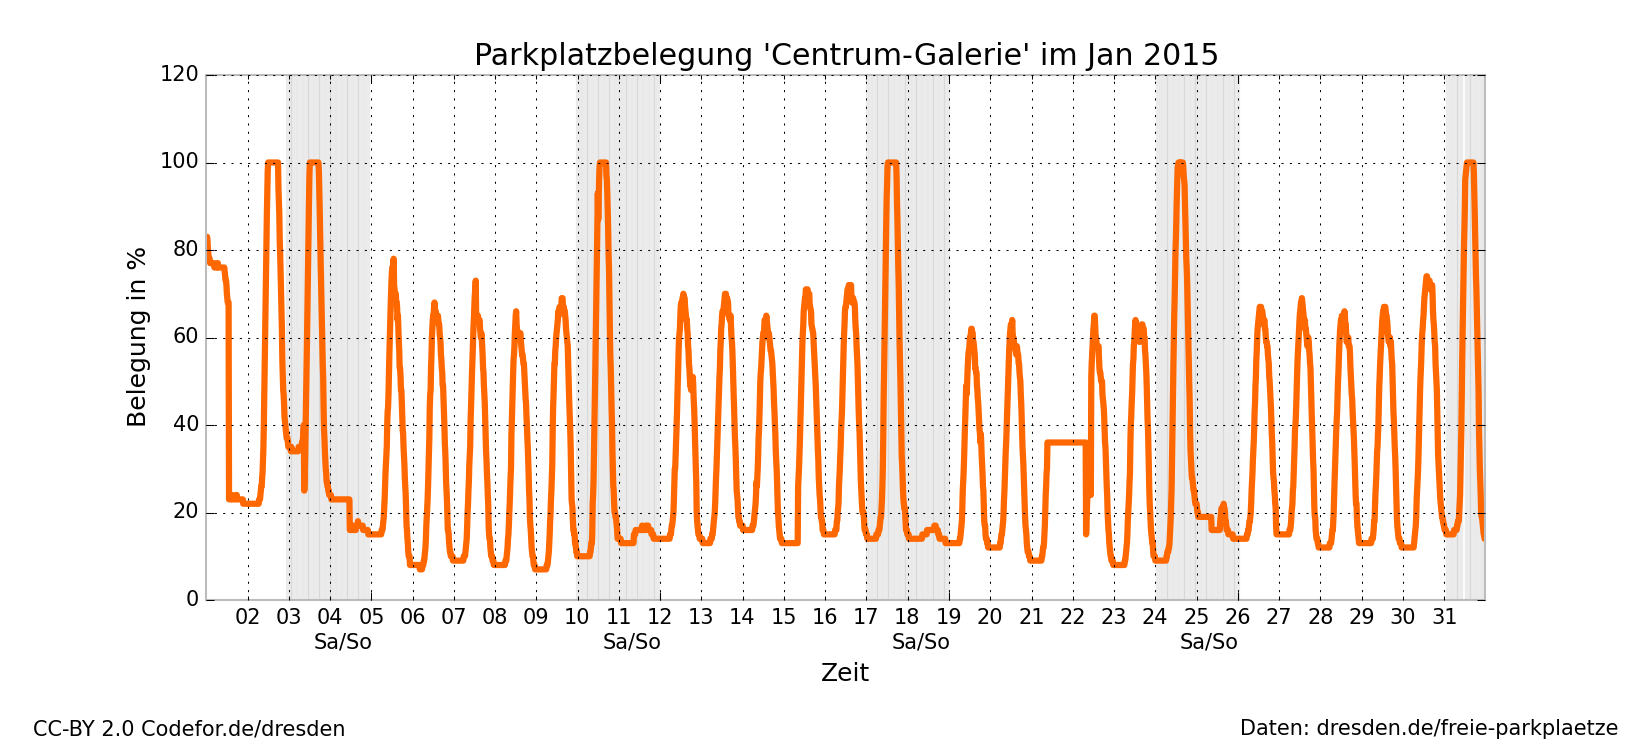 Parkplatzbelegung 'Centrum-Galerie' im Jan 2015
120
100
80
60
40
20
0
Belegung in %
02 03 04 05 06 07 08 09 10 11 12 13 14 15 16 17 18 19 20 21 22 23 24 25 26 27 28 29 30 31
Sa/So Sa/So Sa/So Sa/So
Zeit
CC-BY 2.0 Codefor.de/dresden
Daten: dresden.de/freie-parkplaetze